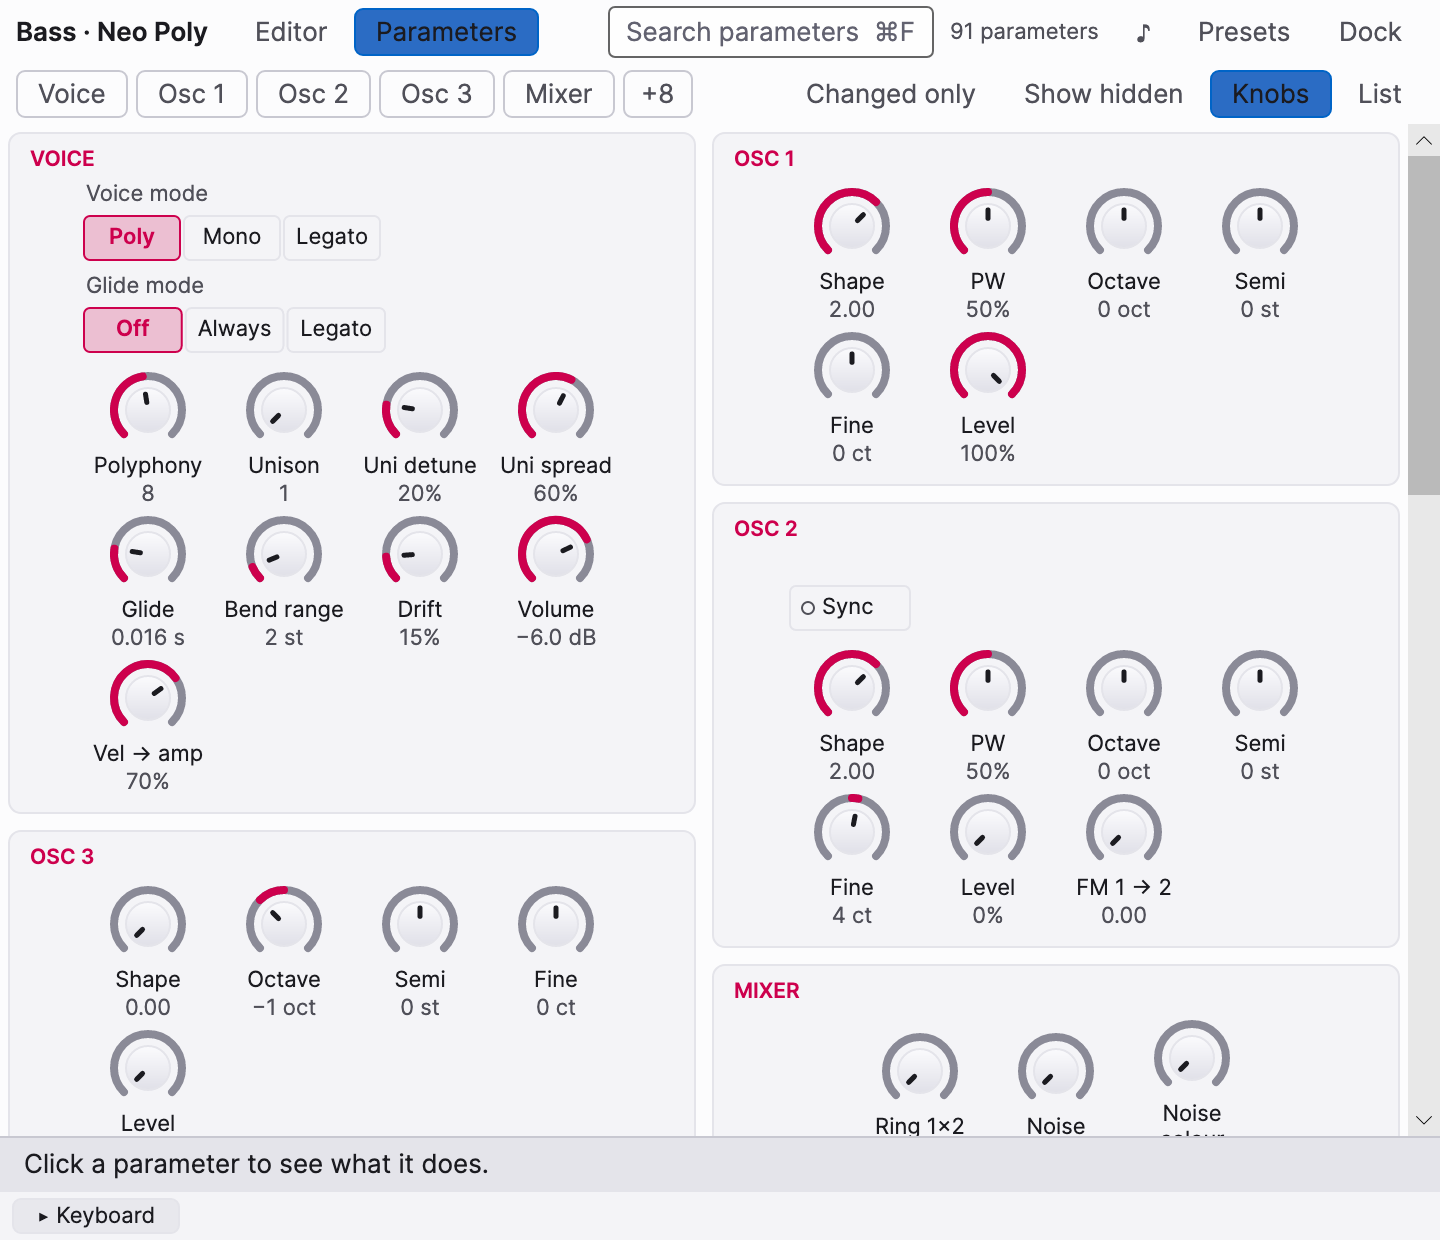 Bass · Neo Poly Editor Parameters Search parameters ⌘F 91 parameters ♪ Presets Dock
Voice Osc 1 Osc 2 Osc 3 Mixer +8 Changed only Show hidden Knobs List
VOICE
Voice mode
Poly Mono Legato
Glide mode
Off Always Legato
Polyphony Unison Uni detune Uni spread
8 1 20% 60%
Glide Bend range Drift Volume
0.016 s 2 st 15% −6.0 dB
Vel → amp
70%
OSC 1
Shape PW Octave Semi
2.00 50% 0 oct 0 st
Fine Level
0 ct 100%
OSC 2
Sync
Shape PW Octave Semi
2.00 50% 0 oct 0 st
Fine Level FM 1 → 2
4 ct 0% 0.00
OSC 3
Shape Octave Semi Fine
0.00 −1 oct 0 st 0 ct
Level
MIXER
Ring 1×2 Noise Noise
Click a parameter to see what it does.
▸ Keyboard